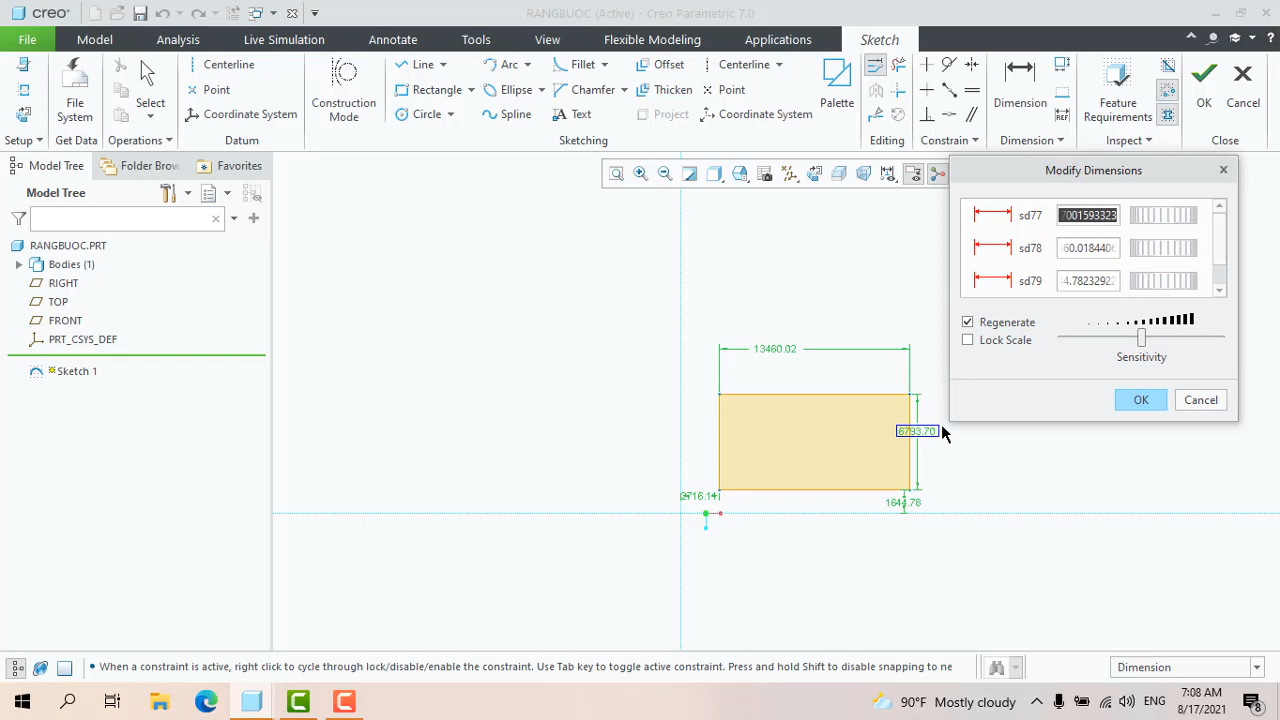 creo
RANGBUOC (Active) - Creo Parametric 7.0
File Model Analysis Live Simulation Annotate Tools View Flexible Modeling Applications Sketch
File System
Select
Centerline
Point
Coordinate System
Construction Mode
Line
Rectangle
Circle
Arc
Ellipse
Spline
Fillet
Chamfer
Offset
Thicken
Project
Centerline
Point
Coordinate System
Palette
Dimension
Feature Requirements
OK
Cancel
Setup Get Data Operations Datum Sketching Editing Constrain Dimension Inspect Close
Model Tree Folder Brow Favorites
Model Tree
RANGBUOC.PRT
Bodies (1)
RIGHT
TOP
FRONT
PRT_CSYS_DEF
Sketch 1
Modify Dimensions
sd77 7001593323
sd78 60.0184406
sd79 4.78232922
Regenerate
Lock Scale
Sensitivity
OK Cancel
13460.02
6793.70
2716.14
1644.78
When a constraint is active, right click to cycle through lock/disable/enable the constraint. Use Tab key to toggle active constraint. Press and hold Shift to disable snapping to ne
Dimension
90°F Mostly cloudy
ENG
7:08 AM
8/17/2021
8